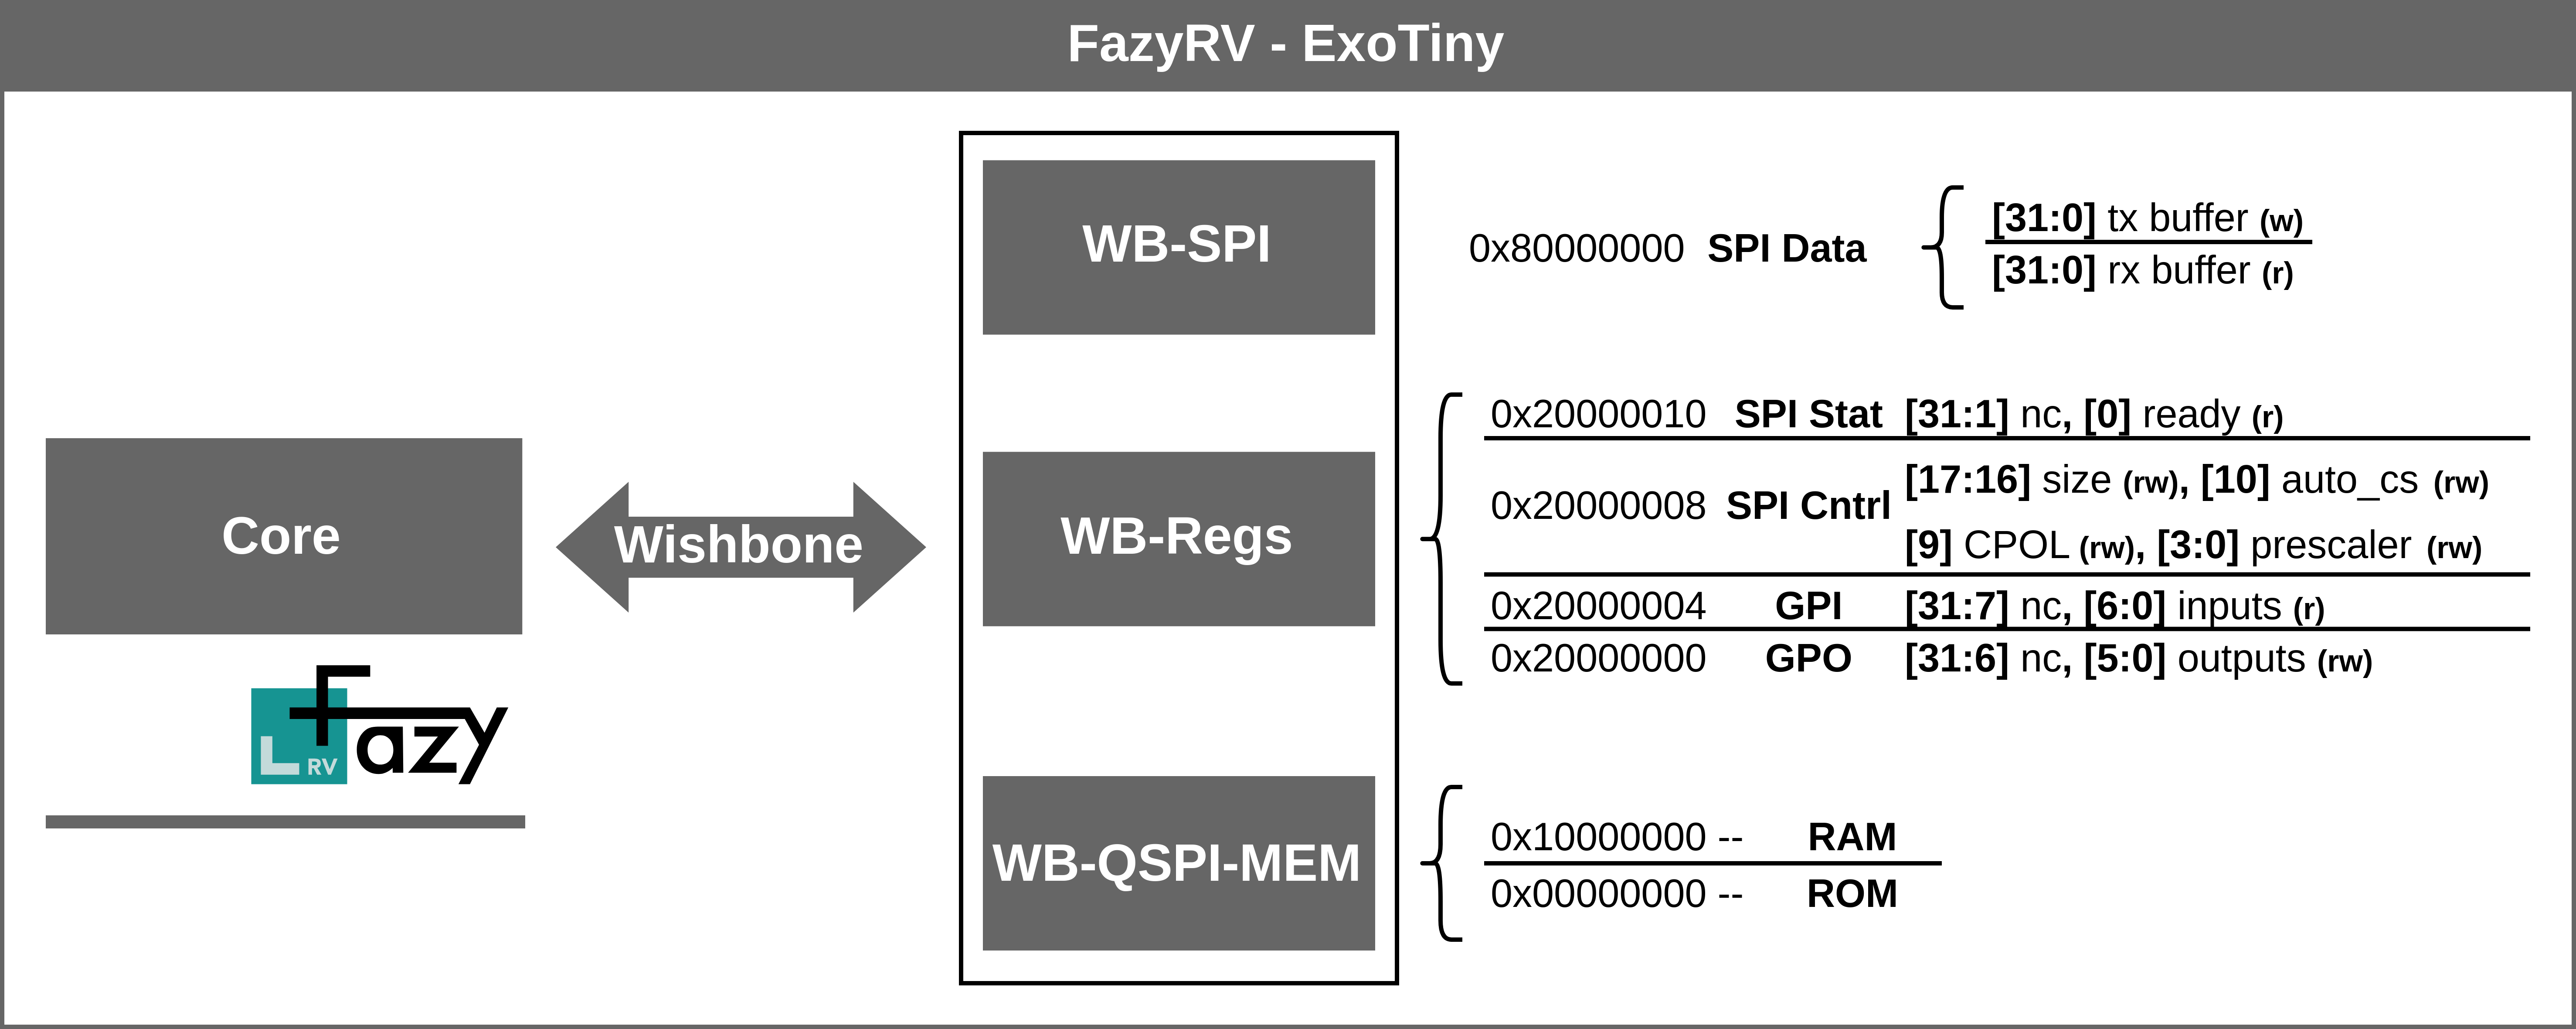 FazyRV - ExoTiny
Core
Fazy
RV
Wishbone
WB-SPI
WB-Regs
WB-QSPI-MEM
0x80000000 SPI Data
[31:0] tx buffer (w)
[31:0] rx buffer (r)
0x20000010 SPI Stat [31:1] nc, [0] ready (r)
0x20000008 SPI Cntrl
[17:16] size (rw), [10] auto_cs (rw)
[9] CPOL (rw), [3:0] prescaler (rw)
0x20000004 GPI [31:7] nc, [6:0] inputs (r)
0x20000000 GPO [31:6] nc, [5:0] outputs (rw)
0x10000000 -- RAM
0x00000000 -- ROM